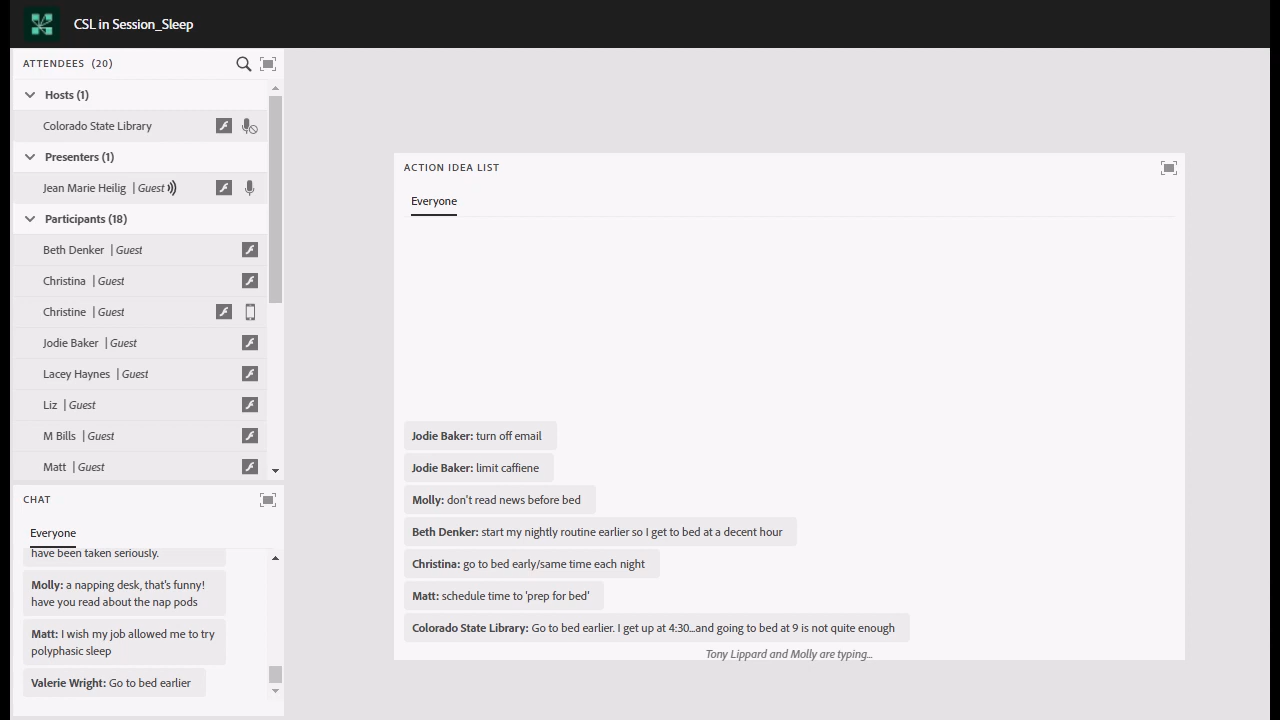 CSL in Session_Sleep
ATTENDEES (20)
Hosts (1)
Colorado State Library
Presenters (1)
Jean Marie Heilig | Guest
Participants (18)
Beth Denker | Guest
Christina | Guest
Christine | Guest
Jodie Baker | Guest
Lacey Haynes | Guest
Liz | Guest
M Bills | Guest
Matt | Guest
CHAT
Everyone
have been taken seriously.
Molly: a napping desk, that's funny!
have you read about the nap pods
Matt: I wish my job allowed me to try
polyphasic sleep
Valerie Wright: Go to bed earlier
ACTION IDEA LIST
Everyone
Jodie Baker: turn off email
Jodie Baker: limit caffiene
Molly: don't read news before bed
Beth Denker: start my nightly routine earlier so I get to bed at a decent hour
Christina: go to bed early/same time each night
Matt: schedule time to 'prep for bed'
Colorado State Library: Go to bed earlier. I get up at 4:30...and going to bed at 9 is not quite enough
Tony Lippard and Molly are typing...